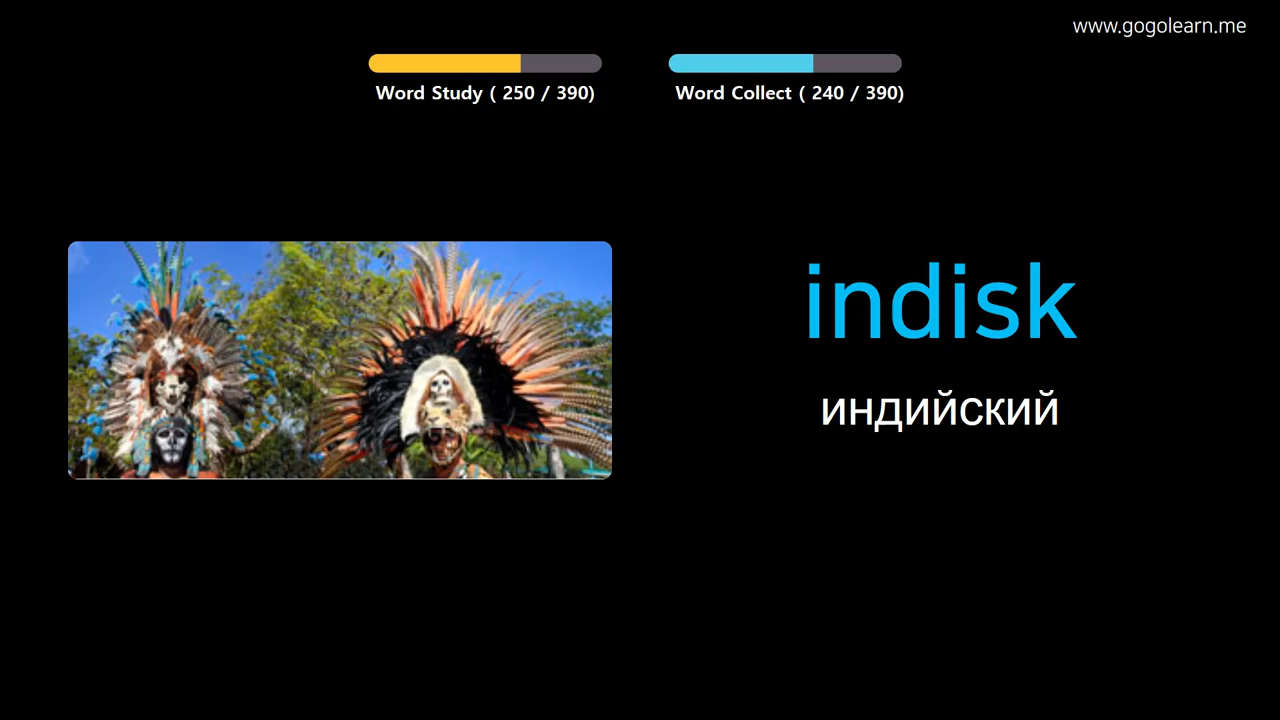 www.gogolearn.me
Word Study ( 250 / 390)
Word Collect ( 240 / 390)
indisk
индийский